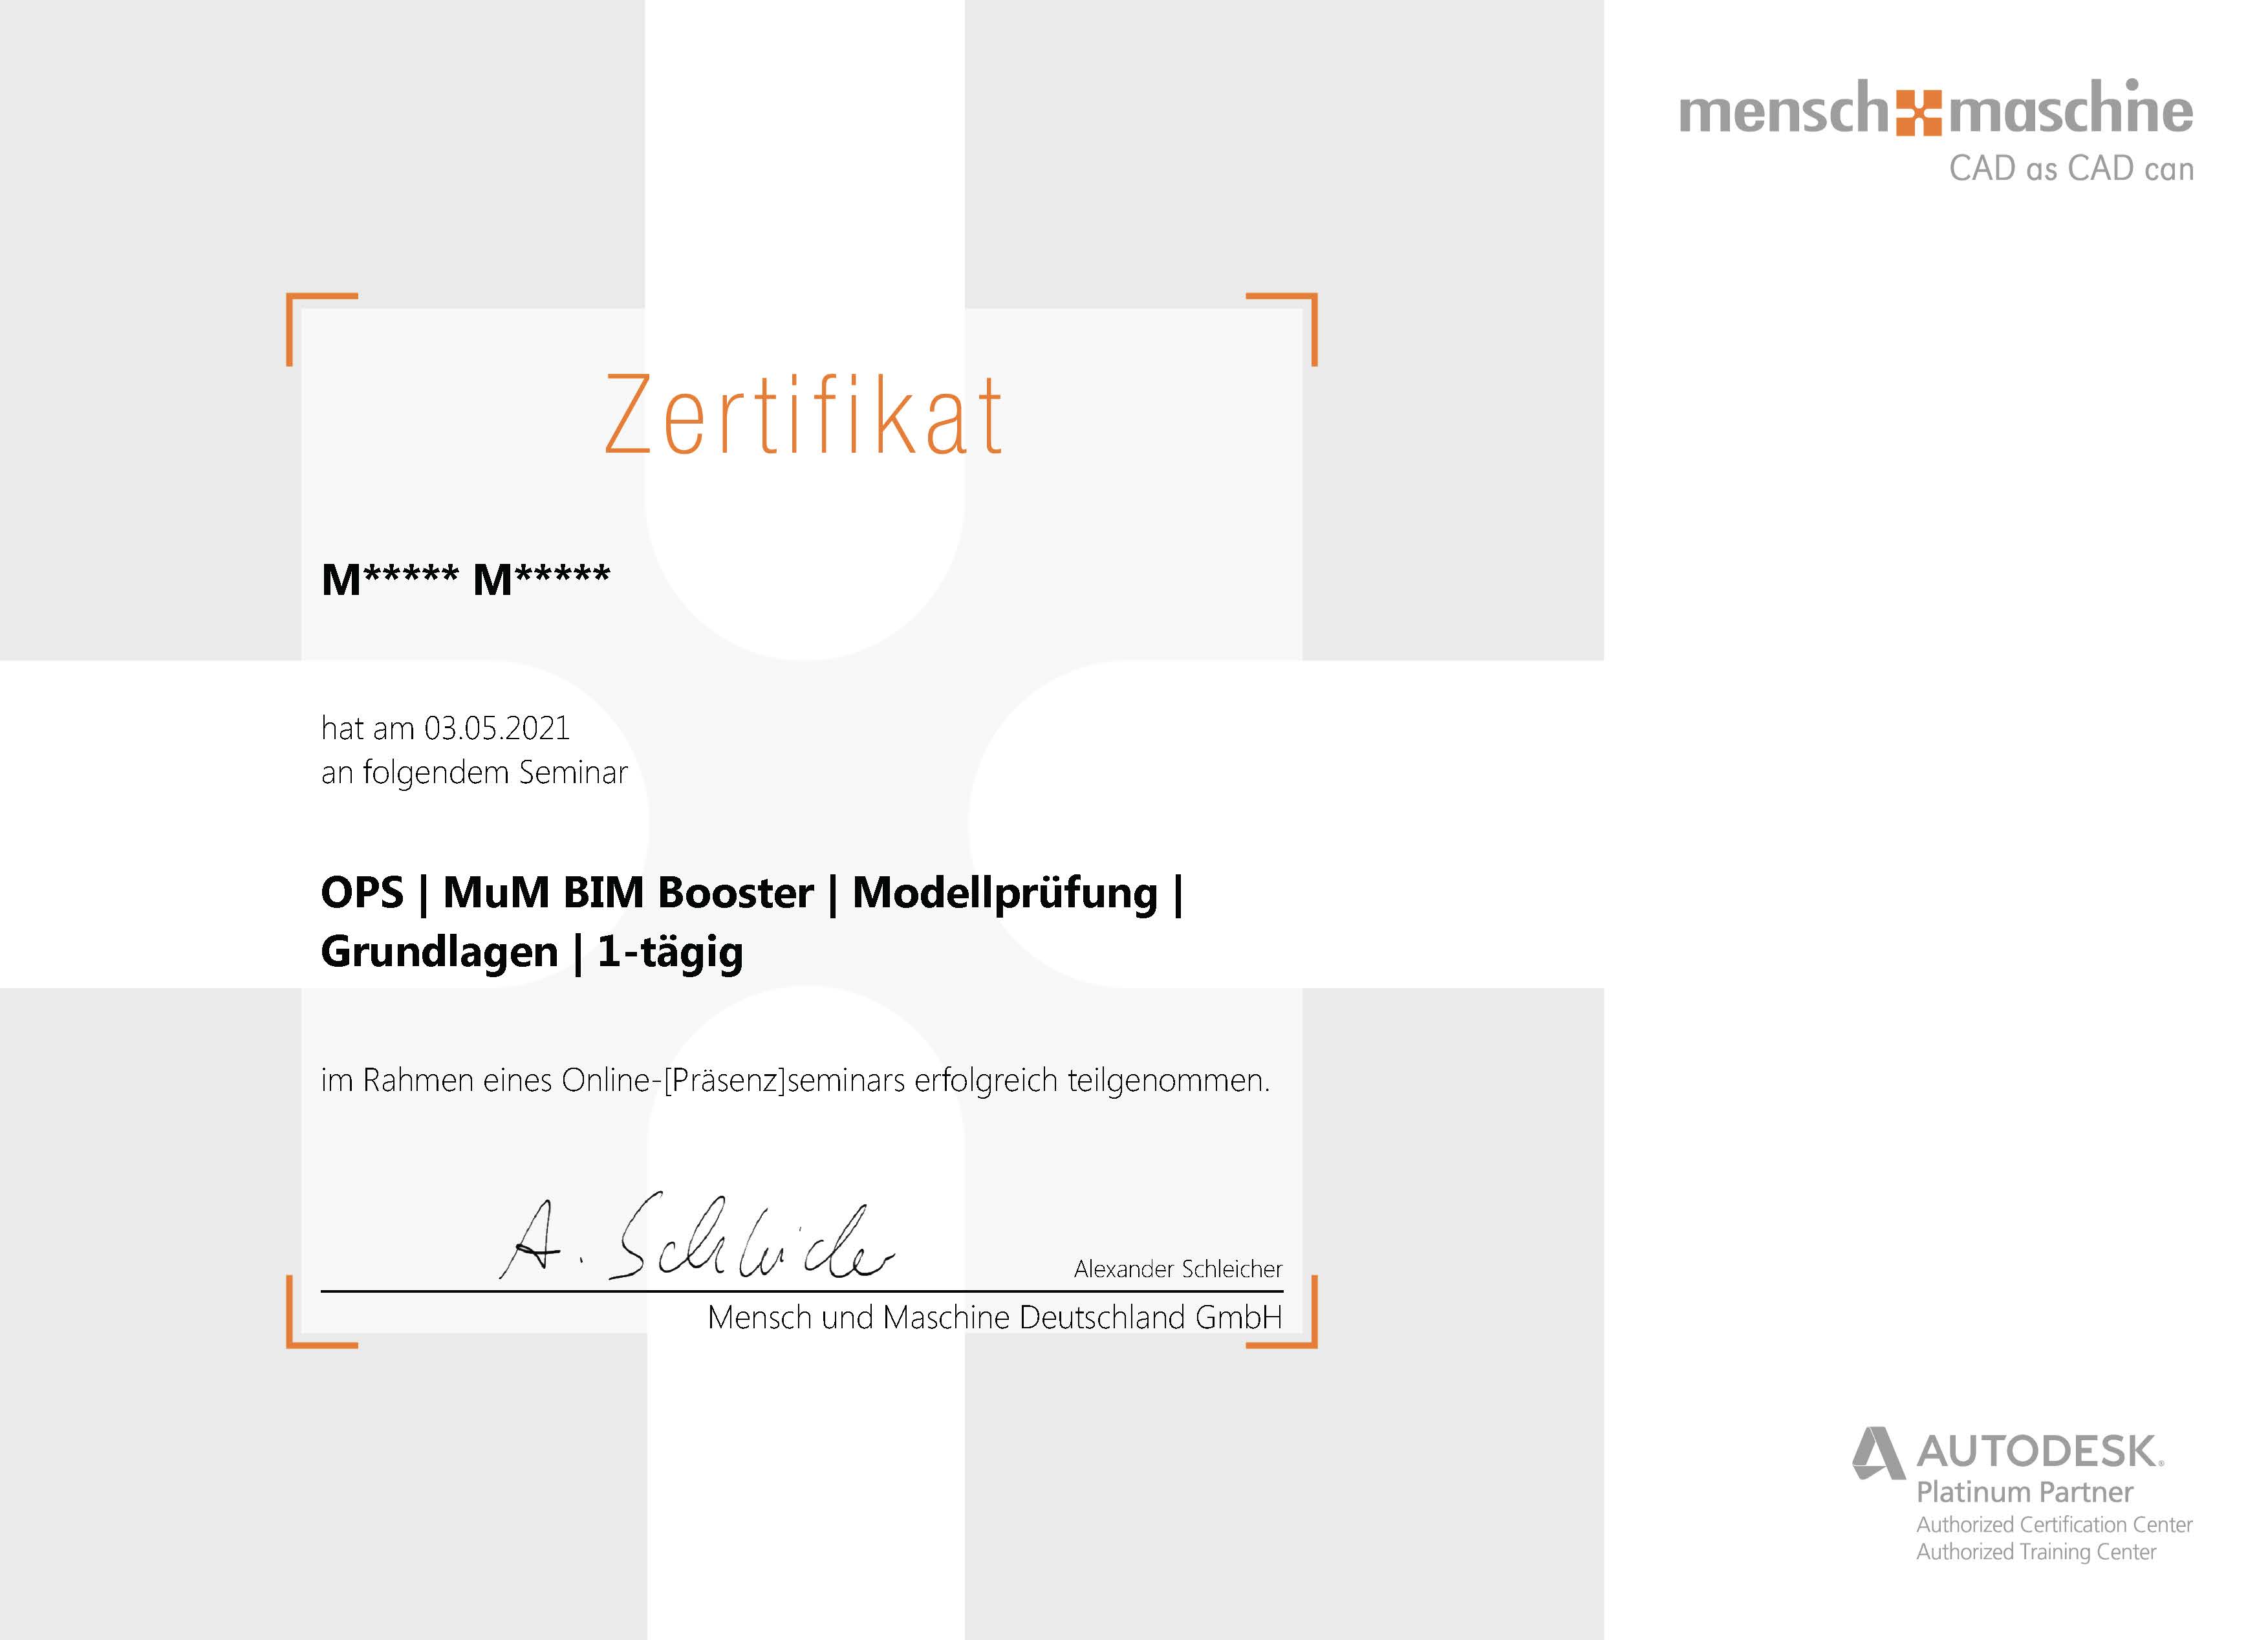 mensch maschine
CAD as CAD can
Zertifikat
M***** M*****
hat am 03.05.2021
an folgendem Seminar
OPS | MuM BIM Booster | Modellprüfung |
Grundlagen | 1-tägig
im Rahmen eines Online-[Präsenz]seminars erfolgreich teilgenommen.
A. Schleicher
Alexander Schleicher
Mensch und Maschine Deutschland GmbH
AUTODESK®
Platinum Partner
Authorized Certification Center
Authorized Training Center